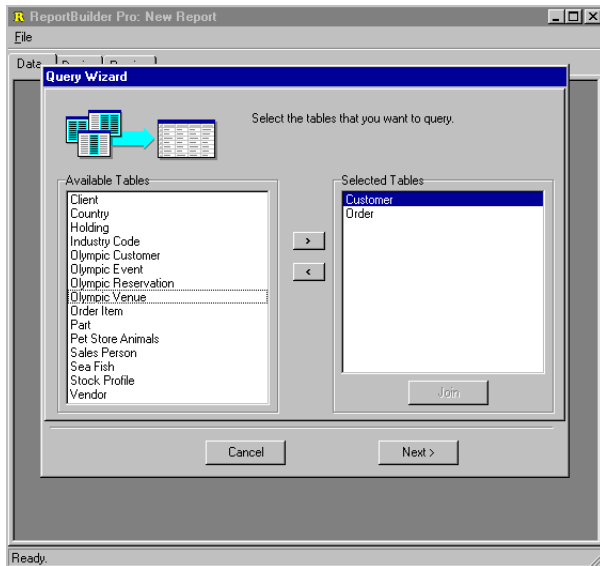 R ReportBuilder Pro: New Report
File
Data
Query Wizard
Select the tables that you want to query.
Available Tables
Client
Country
Holding
Industry Code
Olympic Customer
Olympic Event
Olympic Reservation
Olympic Venue
Order Item
Part
Pet Store Animals
Sales Person
Sea Fish
Stock Profile
Vendor
>
<
Selected Tables
Customer
Order
Join
Cancel
Next >
Ready.